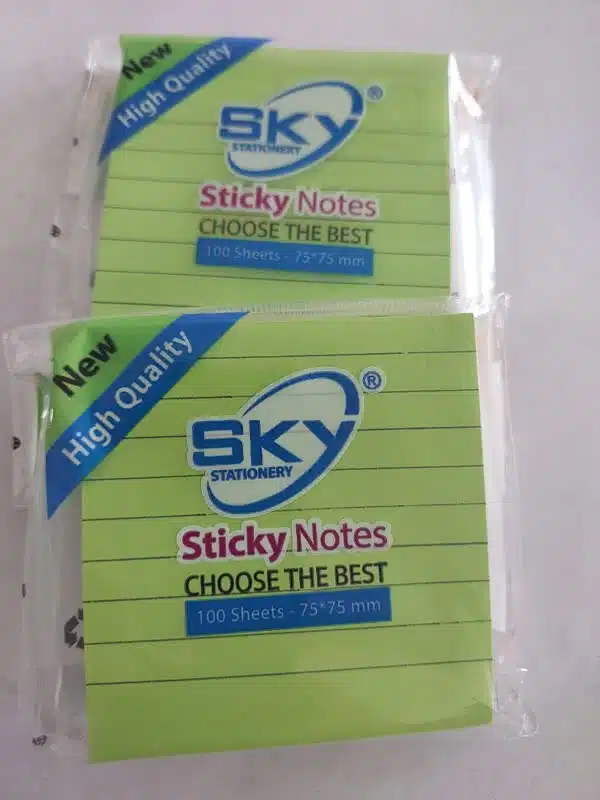 New
High Quality
SKY ®
STATIONERY
Sticky Notes
CHOOSE THE BEST
100 Sheets - 75*75 mm
New
High Quality
SKY ®
STATIONERY
Sticky Notes
CHOOSE THE BEST
100 Sheets - 75*75 mm